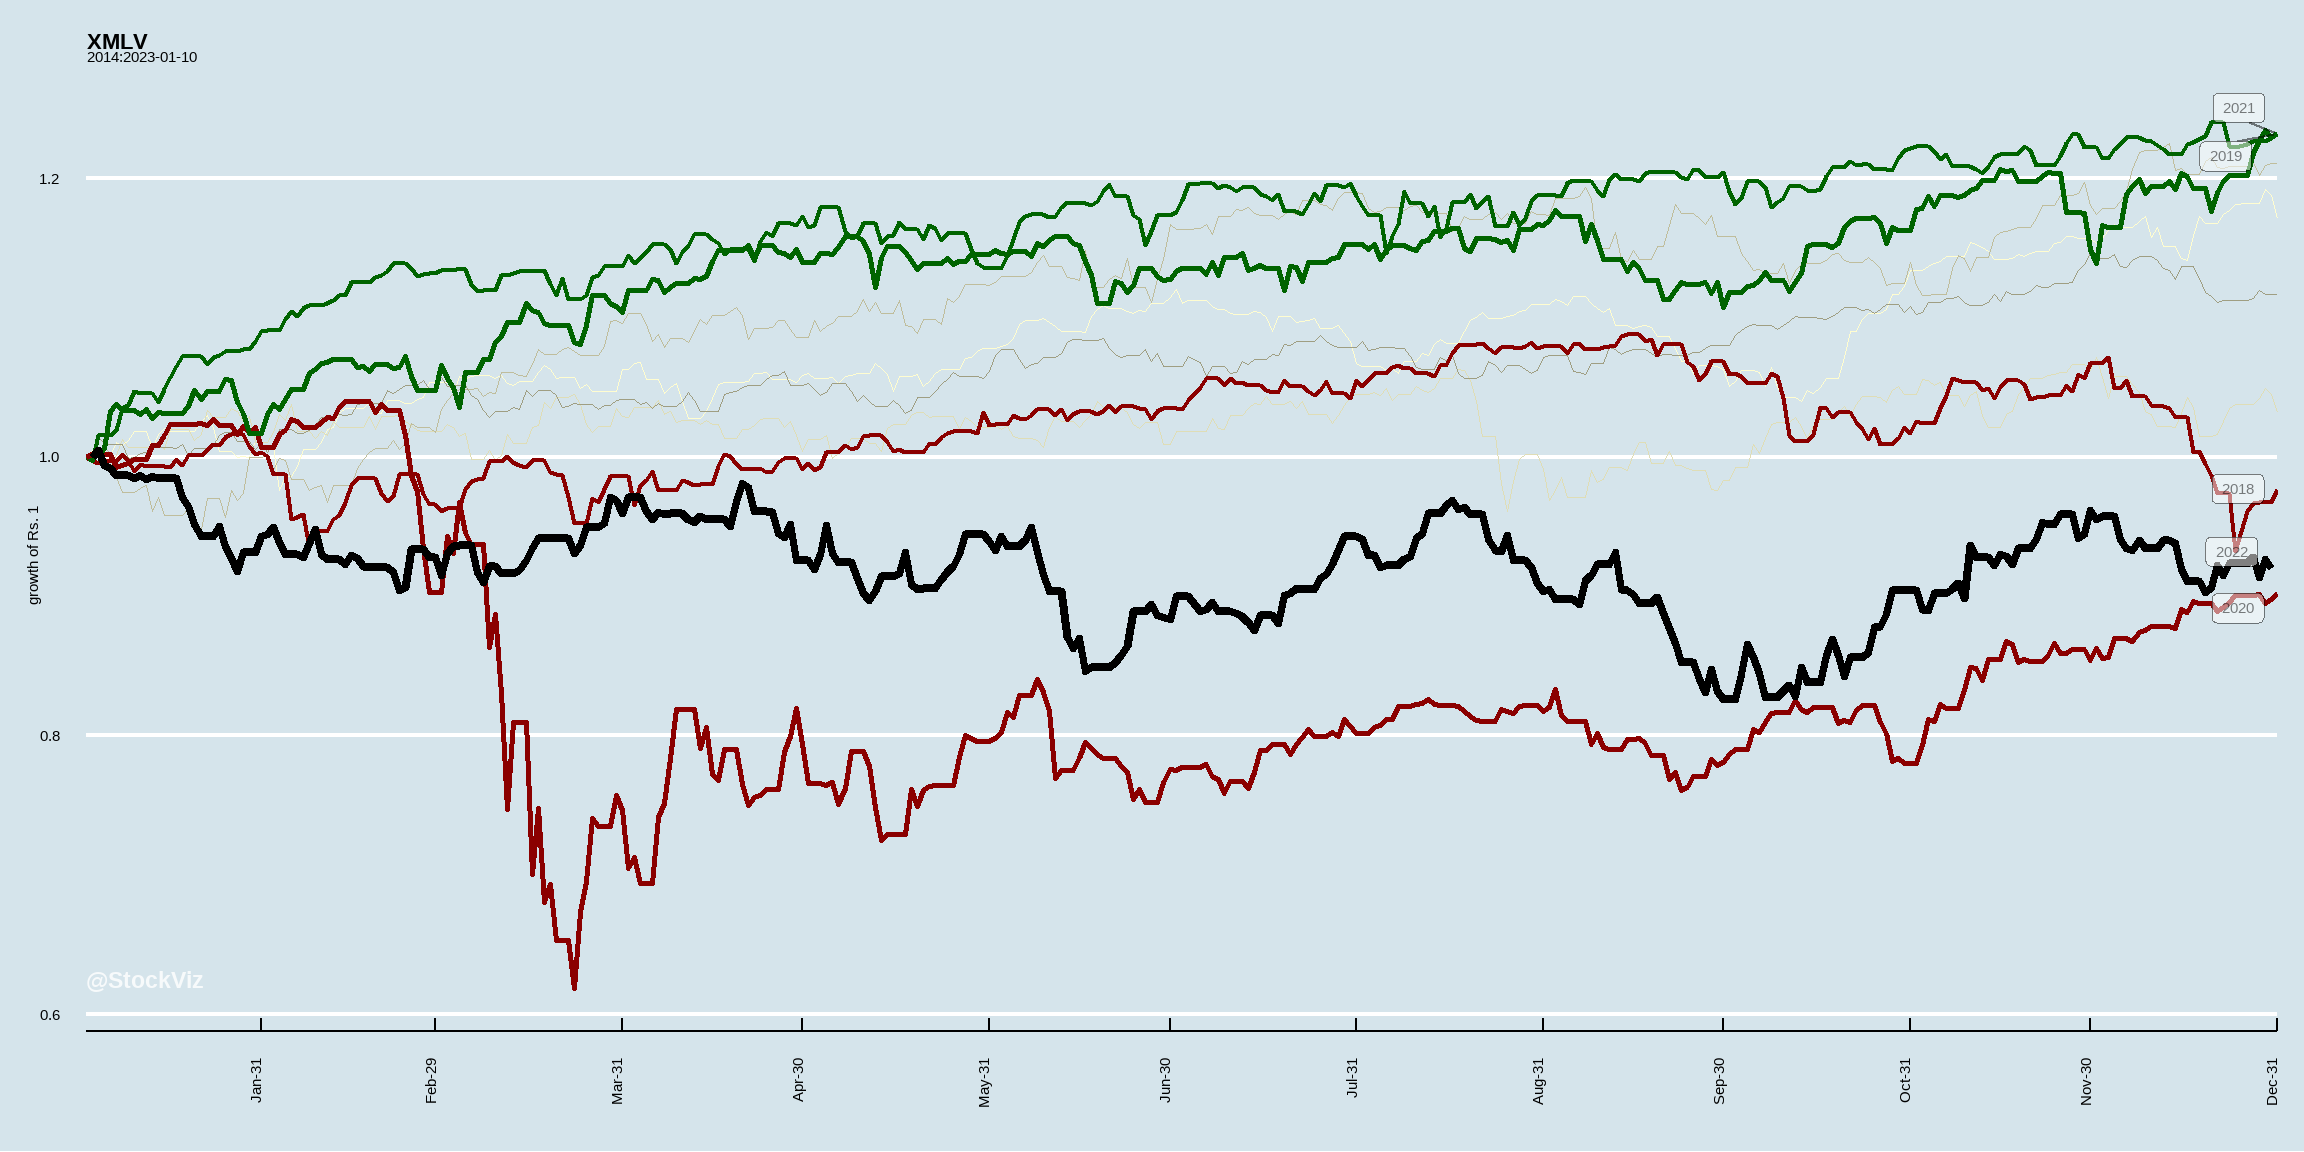 XMLV
2014:2023-01-10
2021
1.2
2019
1.0
2018
growth of Rs. 1
2022
2020
0.8
@StockViz
0.6
Jan-31
Feb-29
Mar-31
Apr-30
May-31
Jun-30
Jul-31
Aug-31
Sep-30
Oct-31
Nov-30
Dec-31